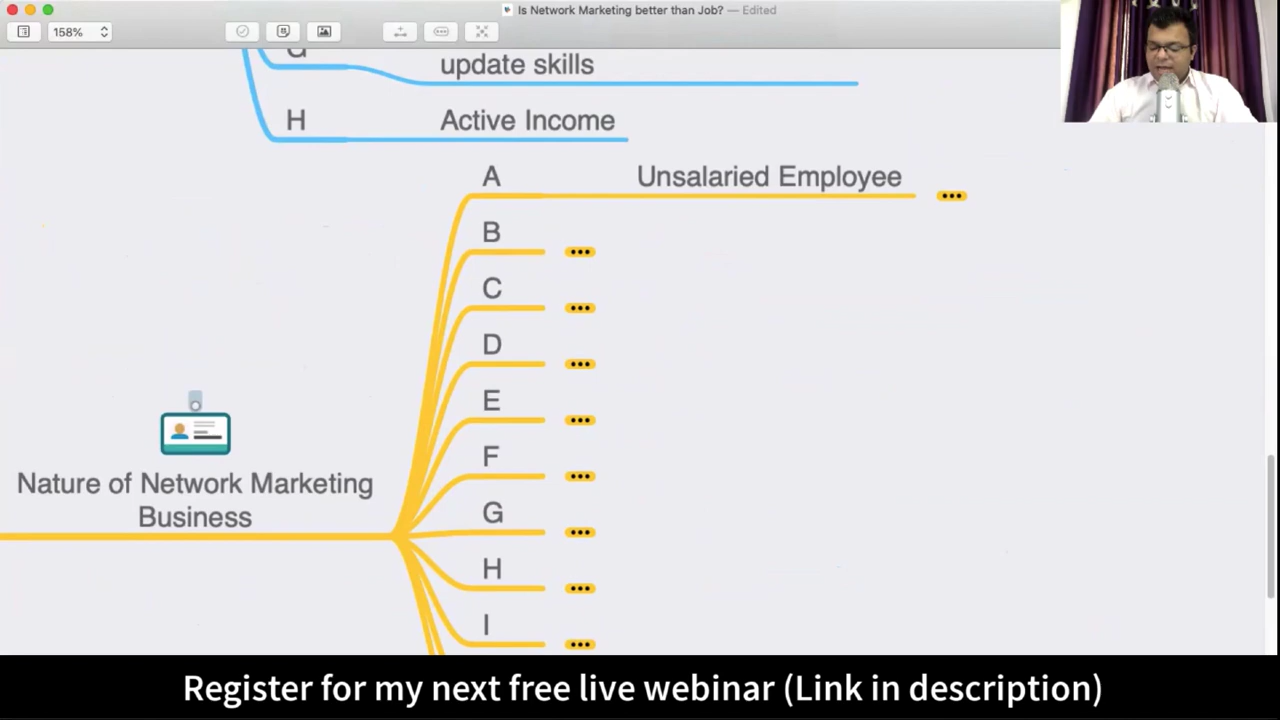 Is Network Marketing better than Job? — Edited
158%
G
update skills
H
Active Income
A
Unsalaried Employee
B
C
D
E
F
G
H
I
Nature of Network Marketing
Business
Register for my next free live webinar (Link in description)